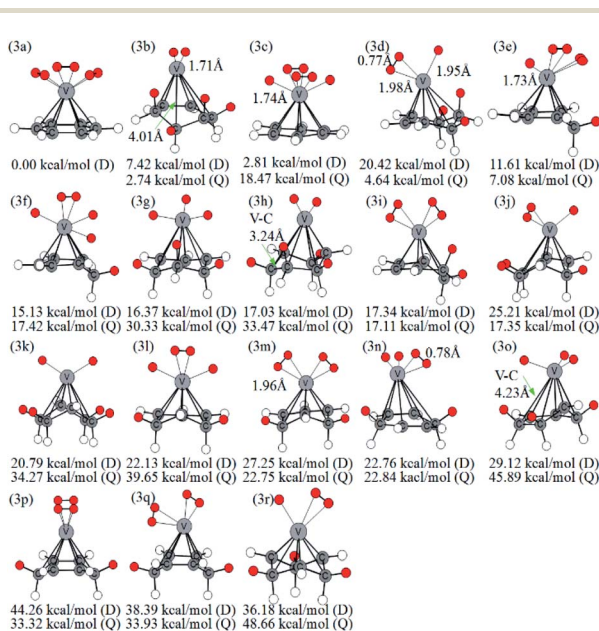 (3a) (3b) (3c) (3d) (3e)
0.77Å
V V V V V
1.71Å 1.74Å 1.98Å 1.95Å 1.73Å
4.01Å
0.00 kcal/mol (D) 7.42 kcal/mol (D) 2.81 kcal/mol (D) 20.42 kcal/mol (D) 11.61 kcal/mol (D)
2.74 kcal/mol (Q) 18.47 kcal/mol (Q) 4.64 kcal/mol (Q) 7.08 kcal/mol (Q)
(3f) (3g) (3h) (3i) (3j)
V-C
3.24Å
V V V V V
15.13 kcal/mol (D) 16.37 kcal/mol (D) 17.03 kcal/mol (D) 17.34 kcal/mol (D) 25.21 kcal/mol (D)
17.42 kcal/mol (Q) 30.33 kcal/mol (Q) 33.47 kcal/mol (Q) 17.11 kcal/mol (Q) 17.35 kcal/mol (Q)
(3k) (3l) (3m) (3n) (3o)
0.78Å
V V V V V
1.96Å V-C
4.23Å
20.79 kcal/mol (D) 22.13 kcal/mol (D) 27.25 kcal/mol (D) 22.76 kcal/mol (D) 29.12 kcal/mol (D)
34.27 kcal/mol (Q) 39.65 kcal/mol (Q) 22.75 kcal/mol (Q) 22.84 kacl/mol (Q) 45.89 kcal/mol (Q)
(3p) (3q) (3r)
V V V
44.26 kcal/mol (D) 38.39 kcal/mol (D) 36.18 kcal/mol (D)
33.32 kcal/mol (Q) 33.93 kcal/mol (Q) 48.66 kcal/mol (Q)